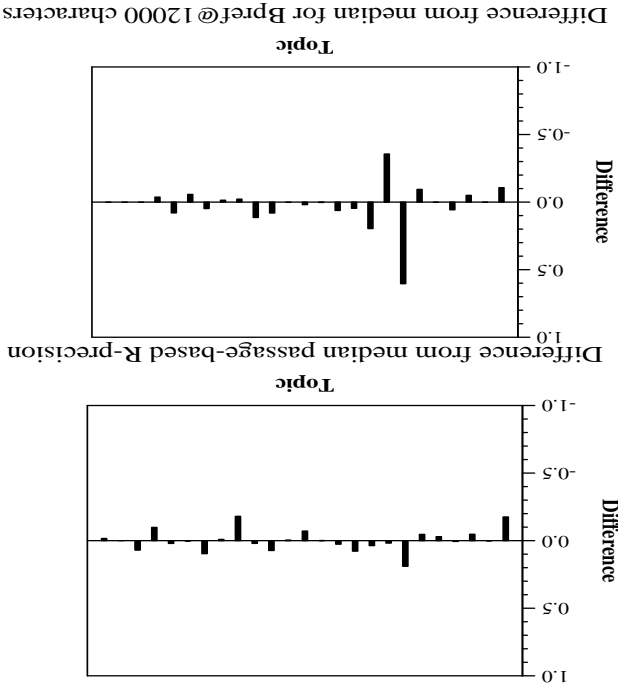 1.0
0.5
0.0
-0.5
-1.0
Difference
Topic
Difference from median passage-based R-precision
1.0
0.5
0.0
-0.5
-1.0
Difference
Topic
Difference from median for Bpref@12000 characters